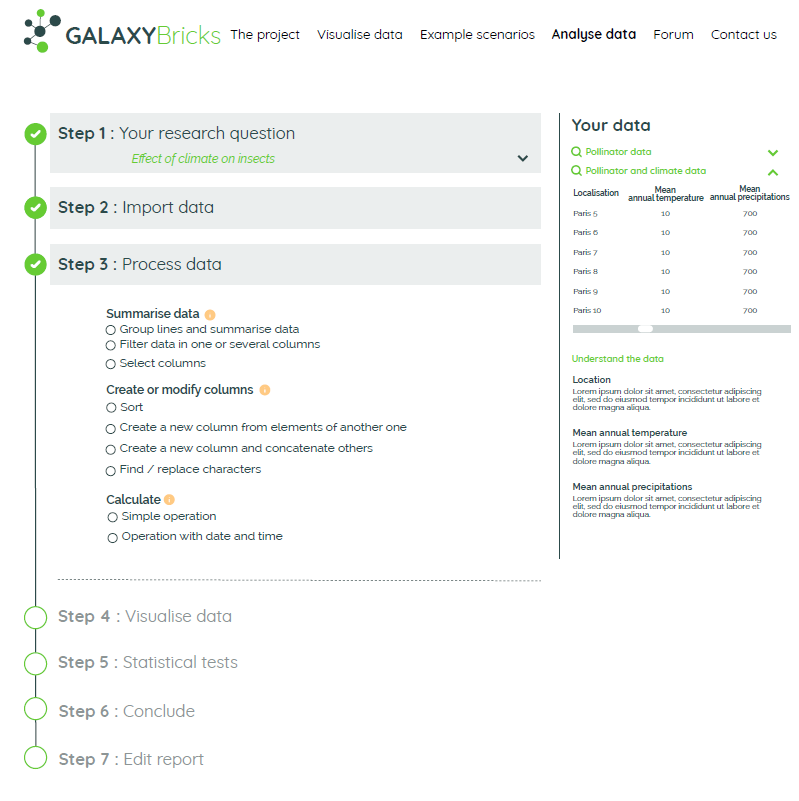 GALAXYBricks The project Visualise data Example scenarios Analyse data Forum Contact us
Step 1 : Your research question
Effect of climate on insects
Step 2 : Import data
Step 3 : Process data
Summarise data
Group lines and summarise data
Filter data in one or several columns
Select columns
Create or modify columns
Sort
Create a new column from elements of another one
Create a new column and concatenate others
Find / replace characters
Calculate
Simple operation
Operation with date and time
Step 4 : Visualise data
Step 5 : Statistical tests
Step 6 : Conclude
Step 7 : Edit report
Your data
Pollinator data
Pollinator and climate data
Localisation Mean annual temperature Mean annual precipitations
Paris 5 10 700
Paris 6 10 700
Paris 7 10 700
Paris 8 10 700
Paris 9 10 700
Paris 10 10 700
Understand the data
Location
Lorem ipsum dolor sit amet, consectetur adipiscing
elit, sed do eiusmod tempor incididunt ut labore et
dolore magna aliqua.
Mean annual temperature
Lorem ipsum dolor sit amet, consectetur adipiscing
elit, sed do eiusmod tempor incididunt ut labore et
dolore magna aliqua.
Mean annual precipitations
Lorem ipsum dolor sit amet, consectetur adipiscing
elit, sed do eiusmod tempor incididunt ut labore et
dolore magna aliqua.